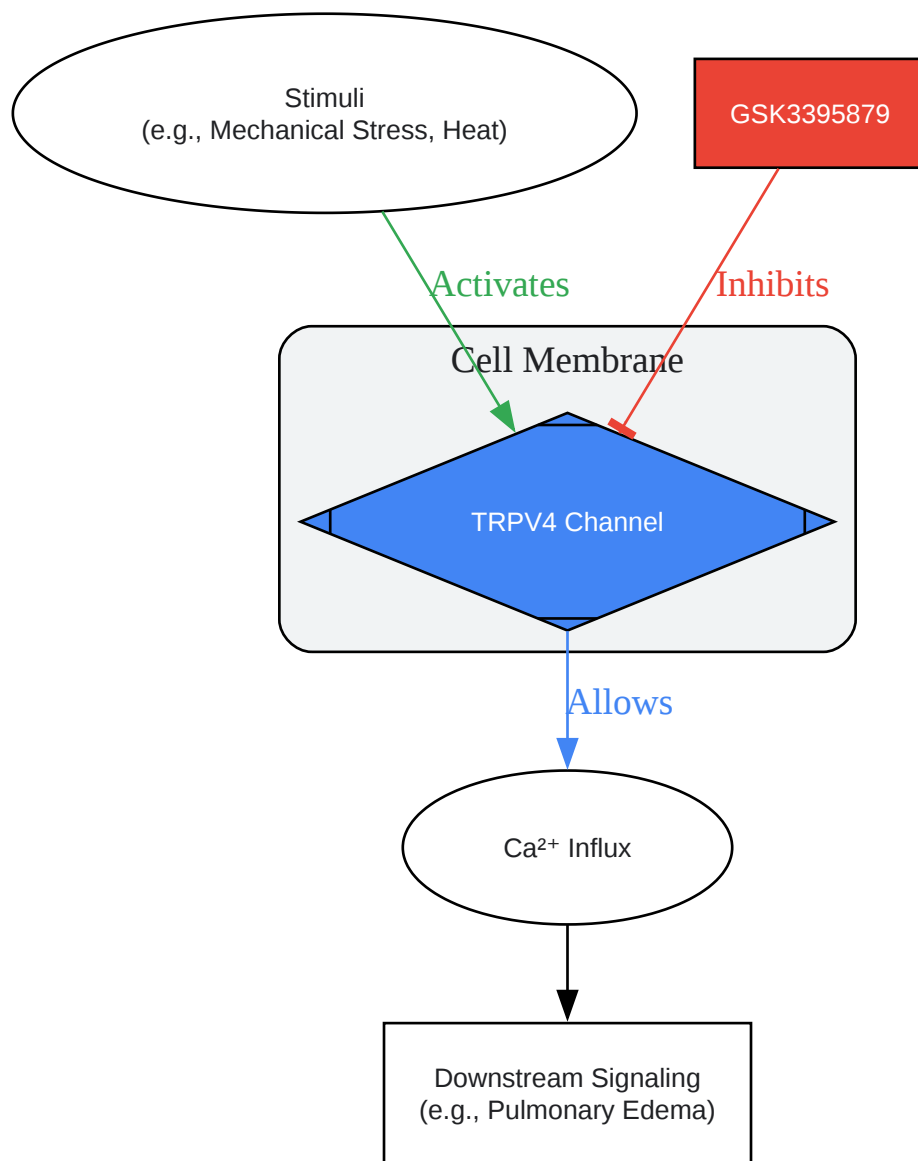 Stimuli
(e.g., Mechanical Stress, Heat)
GSK3395879
Activates
Inhibits
Cell Membrane
TRPV4 Channel
Allows
Ca²⁺ Influx
Downstream Signaling
(e.g., Pulmonary Edema)